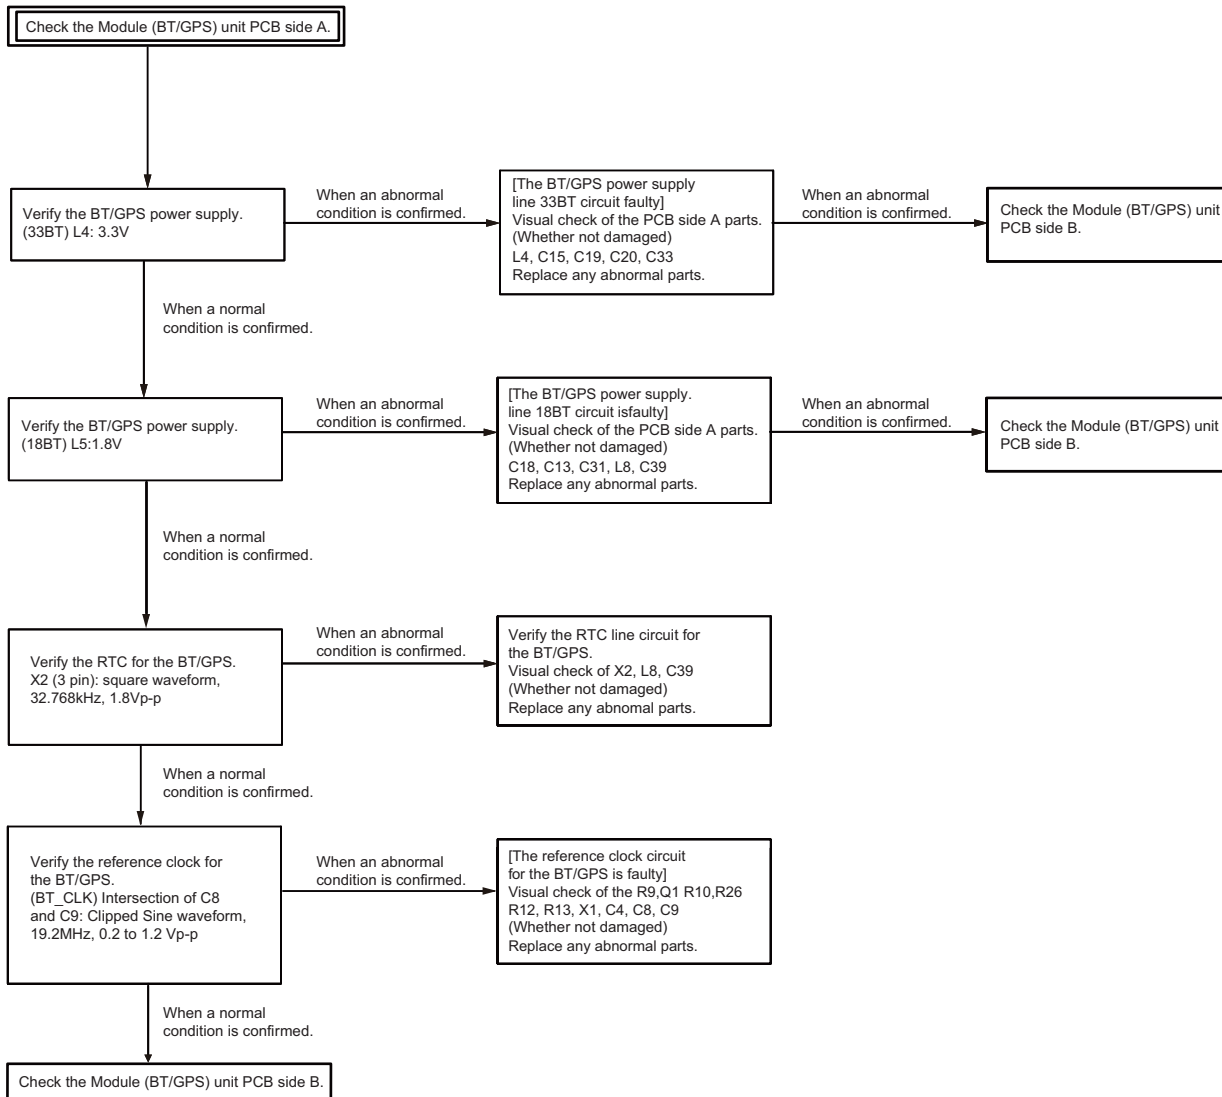 Check the Module (BT/GPS) unit PCB side A.
Verify the BT/GPS power supply.
(33BT) L4: 3.3V
When an abnormal
condition is confirmed.
[The BT/GPS power supply
line 33BT circuit faulty]
Visual check of the PCB side A parts.
(Whether not damaged)
L4, C15, C19, C20, C33
Replace any abnormal parts.
When an abnormal
condition is confirmed.
Check the Module (BT/GPS) unit
PCB side B.
When a normal
condition is confirmed.
Verify the BT/GPS power supply.
(18BT) L5:1.8V
When an abnormal
condition is confirmed.
[The BT/GPS power supply.
line 18BT circuit isfaulty]
Visual check of the PCB side A parts.
(Whether not damaged)
C18, C13, C31, L8, C39
Replace any abnormal parts.
When an abnormal
condition is confirmed.
Check the Module (BT/GPS) unit
PCB side B.
When a normal
condition is confirmed.
Verify the RTC for the BT/GPS.
X2 (3 pin): square waveform,
32.768kHz, 1.8Vp-p
When an abnormal
condition is confirmed.
Verify the RTC line circuit for
the BT/GPS.
Visual check of X2, L8, C39
(Whether not damaged)
Replace any abnomal parts.
When a normal
condition is confirmed.
Verify the reference clock for
the BT/GPS.
(BT_CLK) Intersection of C8
and C9: Clipped Sine waveform,
19.2MHz, 0.2 to 1.2 Vp-p
When an abnormal
condition is confirmed.
[The reference clock circuit
for the BT/GPS is faulty]
Visual check of the R9,Q1 R10,R26
R12, R13, X1, C4, C8, C9
(Whether not damaged)
Replace any abnormal parts.
When a normal
condition is confirmed.
Check the Module (BT/GPS) unit PCB side B.